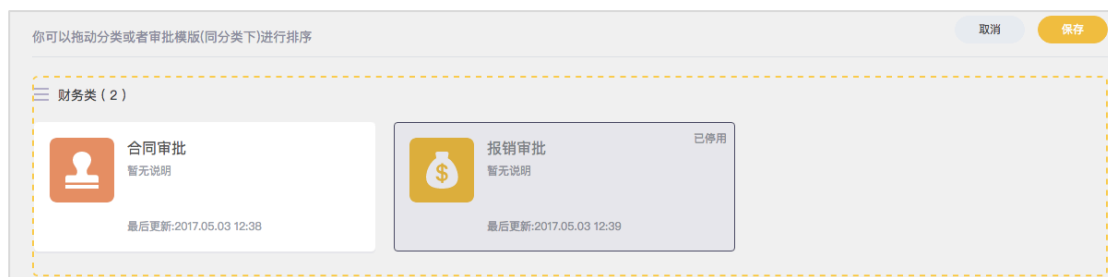 你可以拖动分类或者审批模版(同分类下)进行排序
取消
保存
财务类 ( 2 )
合同审批
暂无说明
最后更新:2017.05.03 12:38
报销审批
已停用
暂无说明
最后更新:2017.05.03 12:39